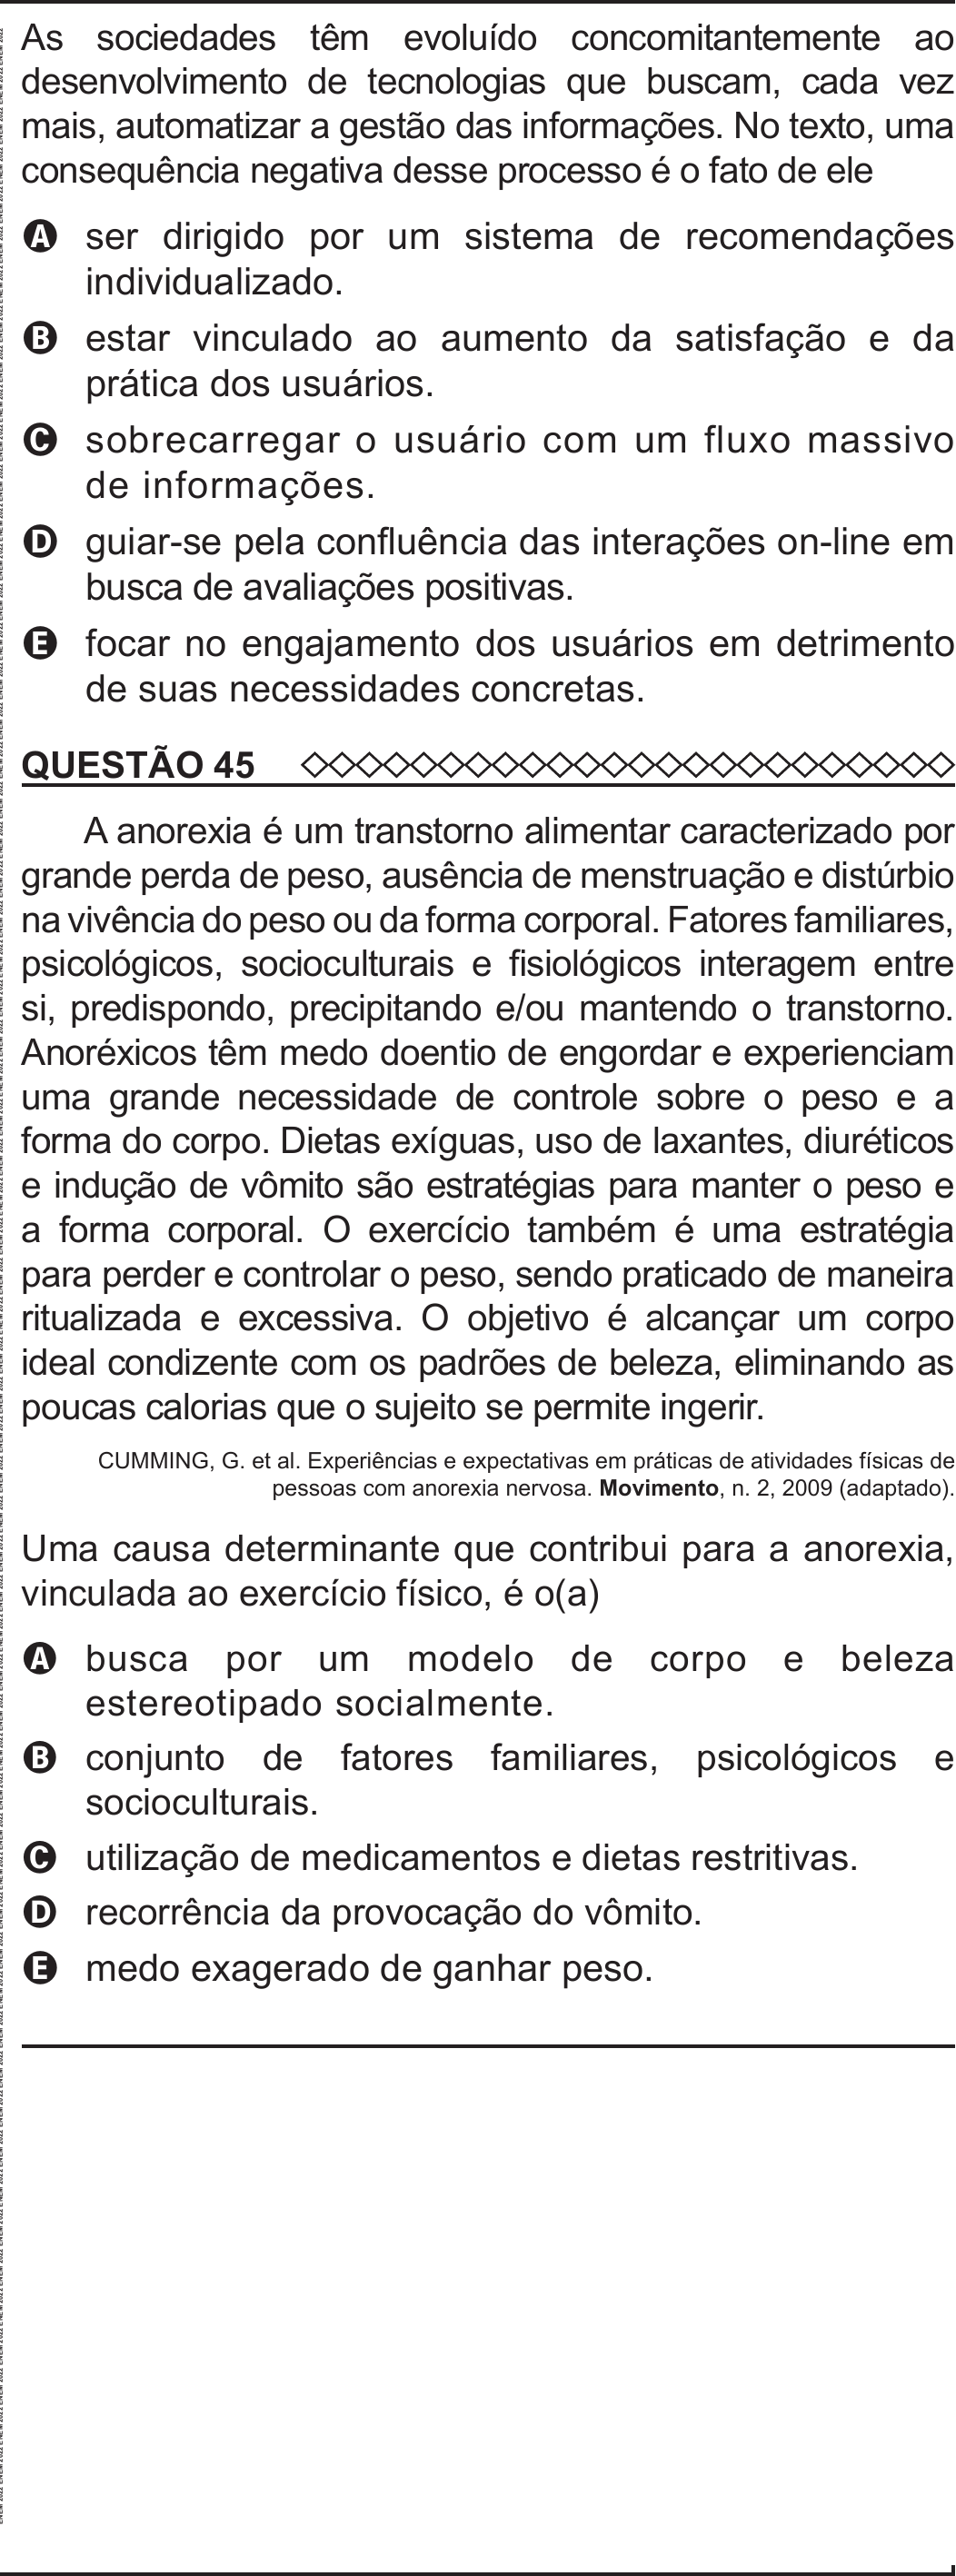 As sociedades têm evoluído concomitantemente ao
desenvolvimento de tecnologias que buscam, cada vez
mais, automatizar a gestão das informações. No texto, uma
consequência negativa desse processo é o fato de ele
A ser dirigido por um sistema de recomendações
individualizado.
B estar vinculado ao aumento da satisfação e da
prática dos usuários.
C sobrecarregar o usuário com um fluxo massivo
de informações.
D guiar-se pela confluência das interações on-line em
busca de avaliações positivas.
E focar no engajamento dos usuários em detrimento
de suas necessidades concretas.
QUESTÃO 45
A anorexia é um transtorno alimentar caracterizado por
grande perda de peso, ausência de menstruação e distúrbio
na vivência do peso ou da forma corporal. Fatores familiares,
psicológicos, socioculturais e fisiológicos interagem entre
si, predispondo, precipitando e/ou mantendo o transtorno.
Anoréxicos têm medo doentio de engordar e experienciam
uma grande necessidade de controle sobre o peso e a
forma do corpo. Dietas exíguas, uso de laxantes, diuréticos
e indução de vômito são estratégias para manter o peso e
a forma corporal. O exercício também é uma estratégia
para perder e controlar o peso, sendo praticado de maneira
ritualizada e excessiva. O objetivo é alcançar um corpo
ideal condizente com os padrões de beleza, eliminando as
poucas calorias que o sujeito se permite ingerir.
CUMMING, G. et al. Experiências e expectativas em práticas de atividades físicas de
pessoas com anorexia nervosa. Movimento, n. 2, 2009 (adaptado).
Uma causa determinante que contribui para a anorexia,
vinculada ao exercício físico, é o(a)
A busca por um modelo de corpo e beleza
estereotipado socialmente.
B conjunto de fatores familiares, psicológicos e
socioculturais.
C utilização de medicamentos e dietas restritivas.
D recorrência da provocação do vômito.
E medo exagerado de ganhar peso.